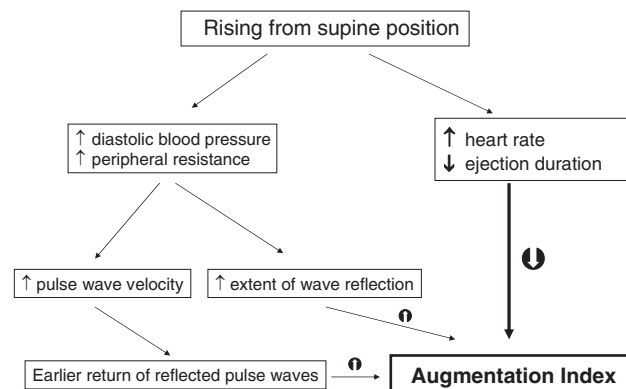 Rising from supine position
↑ diastolic blood pressure
↑ peripheral resistance
↑ heart rate
↓ ejection duration
↑ pulse wave velocity
↑ extent of wave reflection
Earlier return of reflected pulse waves
Augmentation Index